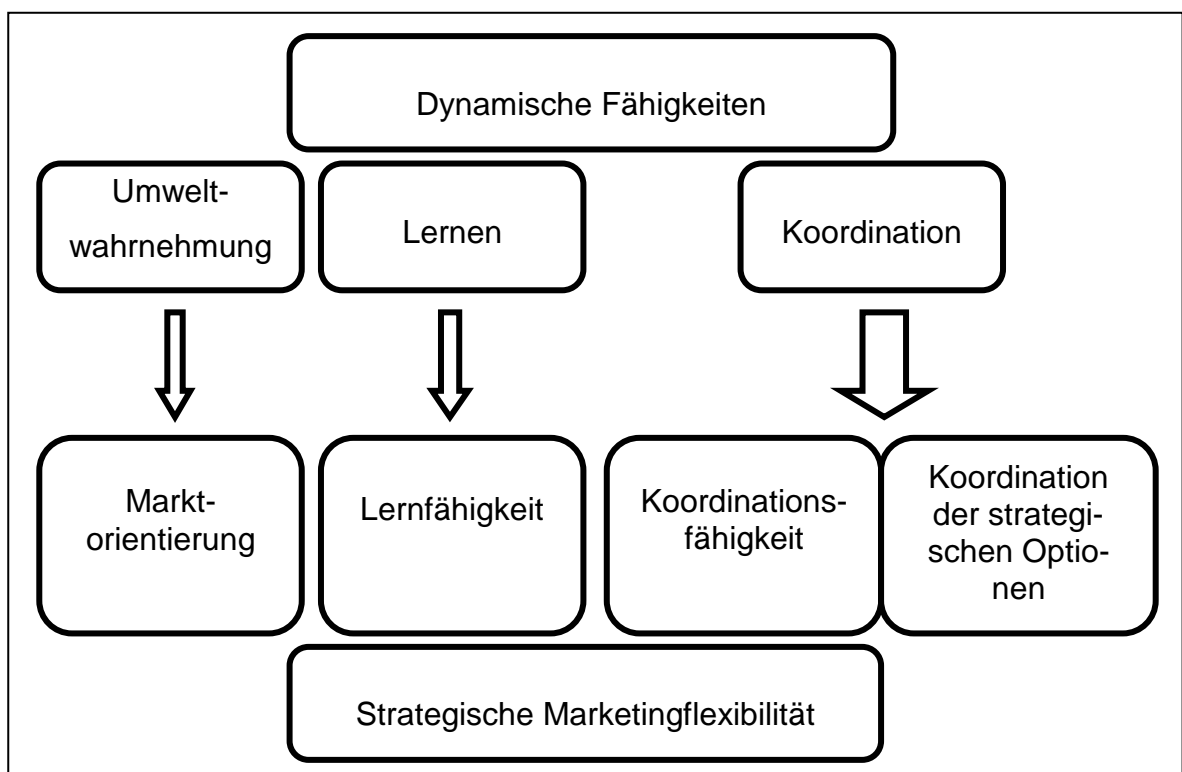 Dynamische Fähigkeiten
Umwelt-
wahrnehmung
Lernen
Koordination
Markt-
orientierung
Lernfähigkeit
Koordinations-
fähigkeit
Koordination
der strategi-
schen Optio-
nen
Strategische Marketingflexibilität